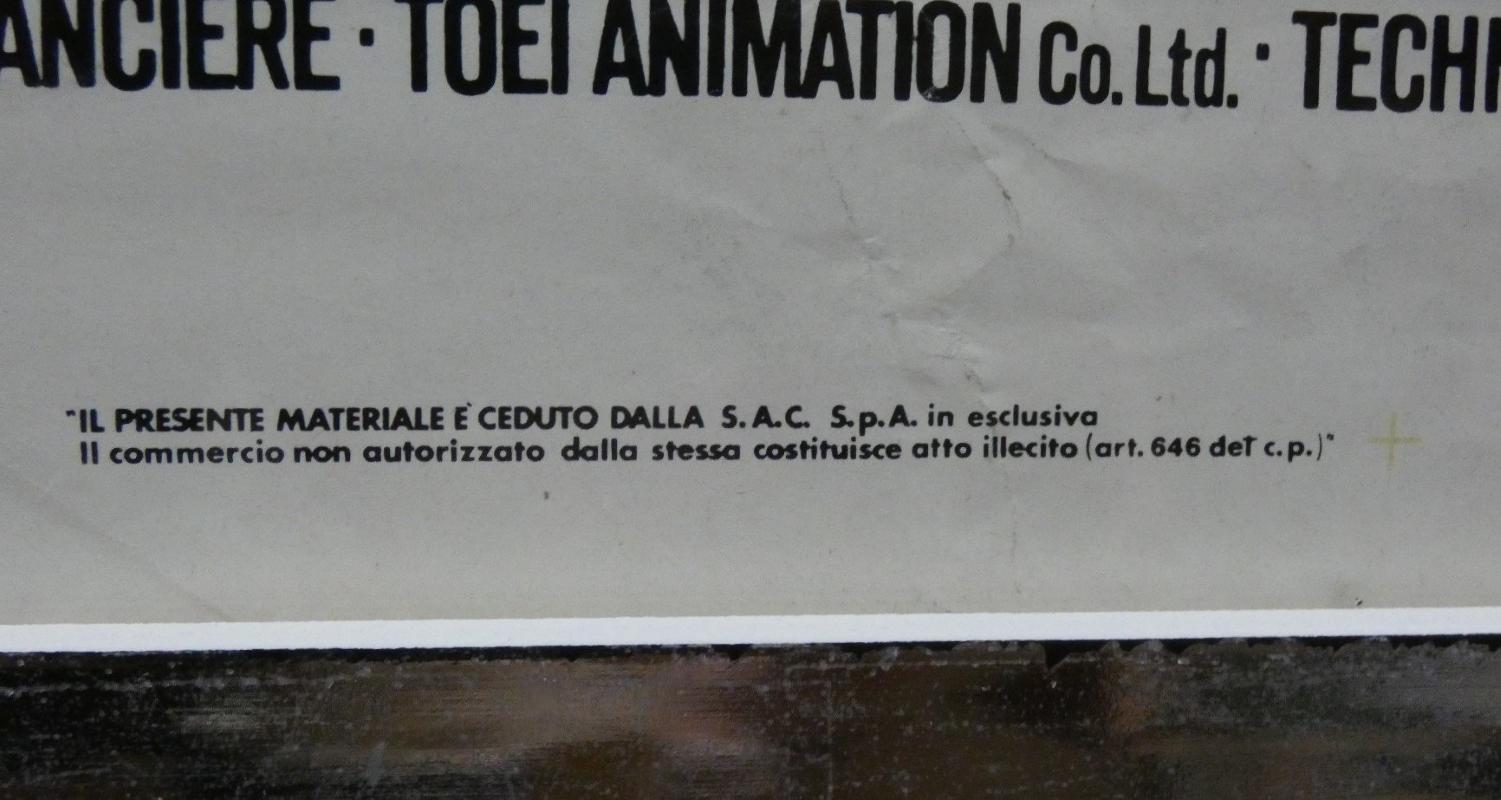 ANCIERE · TOEI ANIMATION Co. Ltd. · TECH
"IL PRESENTE MATERIALE E' CEDUTO DALLA S.A.C. S.p.A. in esclusiva
Il commercio non autorizzato dalla stessa costituisce atto illecito (art. 646 del c.p.)"